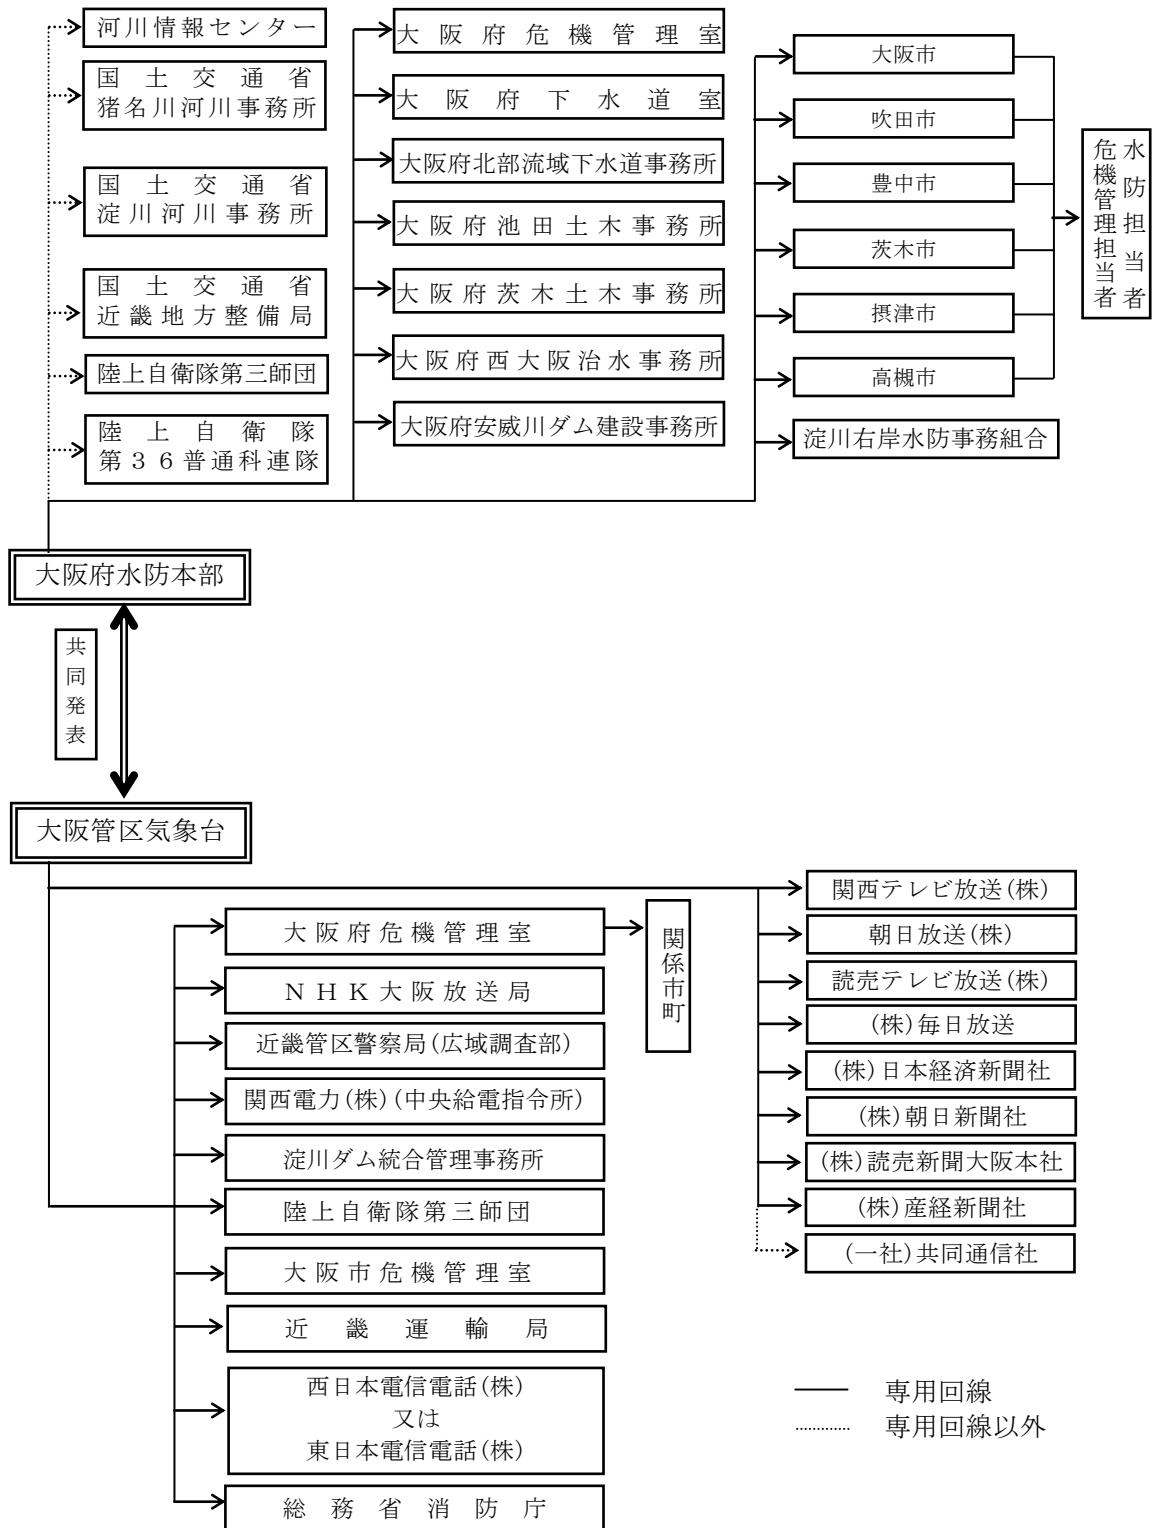 河川情報センター
国土交通省
猪名川河川事務所
国土交通省
淀川河川事務所
国土交通省
近畿地方整備局
陸上自衛隊第三師団
陸上自衛隊
第３６普通科連隊
大阪府危機管理室
大阪府下水道室
大阪府北部流域下水道事務所
大阪府池田土木事務所
大阪府茨木土木事務所
大阪府西大阪治水事務所
大阪府安威川ダム建設事務所
大阪市
吹田市
豊中市
茨木市
摂津市
高槻市
淀川右岸水防事務組合
水防担当者
危機管理担当者
大阪府水防本部
共同発表
大阪管区気象台
大阪府危機管理室
関係市町
ＮＨＫ大阪放送局
近畿管区警察局(広域調査部)
関西電力(株)(中央給電指令所)
淀川ダム統合管理事務所
陸上自衛隊第三師団
大阪市危機管理室
近畿運輸局
西日本電信電話(株)
又は
東日本電信電話(株)
総務省消防庁
関西テレビ放送(株)
朝日放送(株)
読売テレビ放送(株)
(株)毎日放送
(株)日本経済新聞社
(株)朝日新聞社
(株)読売新聞大阪本社
(株)産経新聞社
(一社)共同通信社
専用回線
専用回線以外